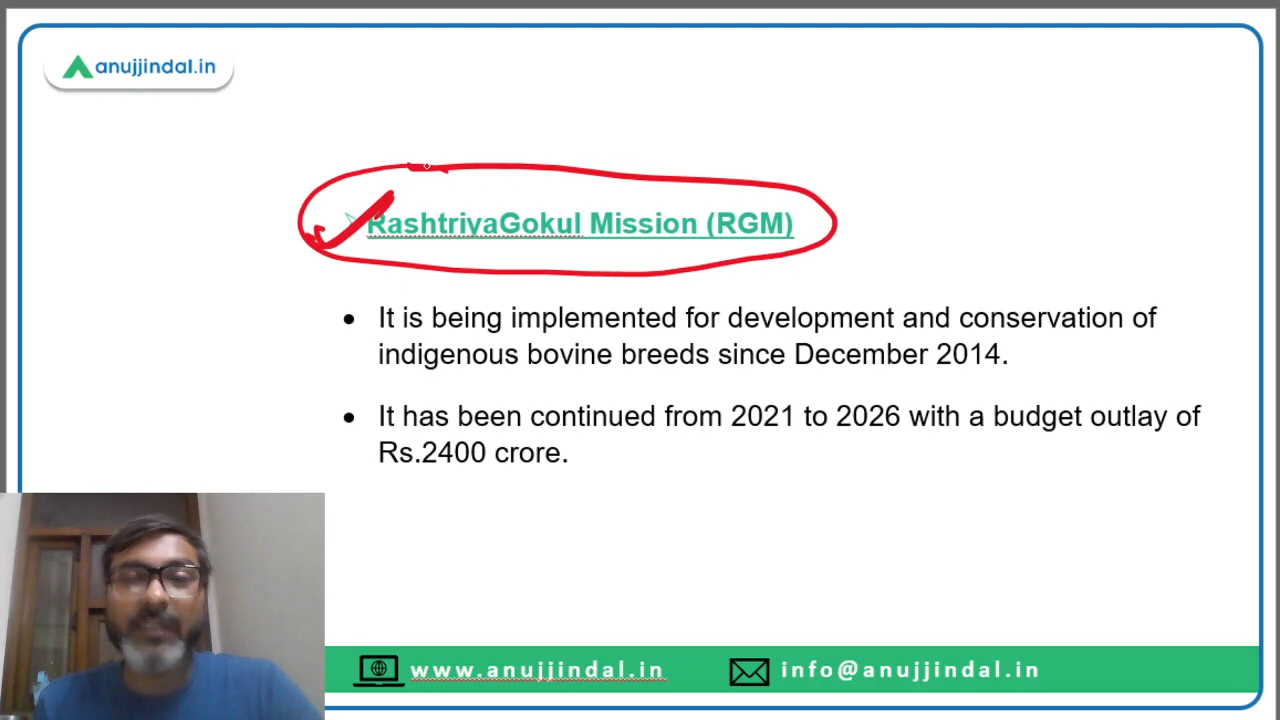 anujjindal.in
RashtriyaGokul Mission (RGM)
It is being implemented for development and conservation of
indigenous bovine breeds since December 2014.
It has been continued from 2021 to 2026 with a budget outlay of
Rs.2400 crore.
www.anujjindal.in
info@anujjindal.in